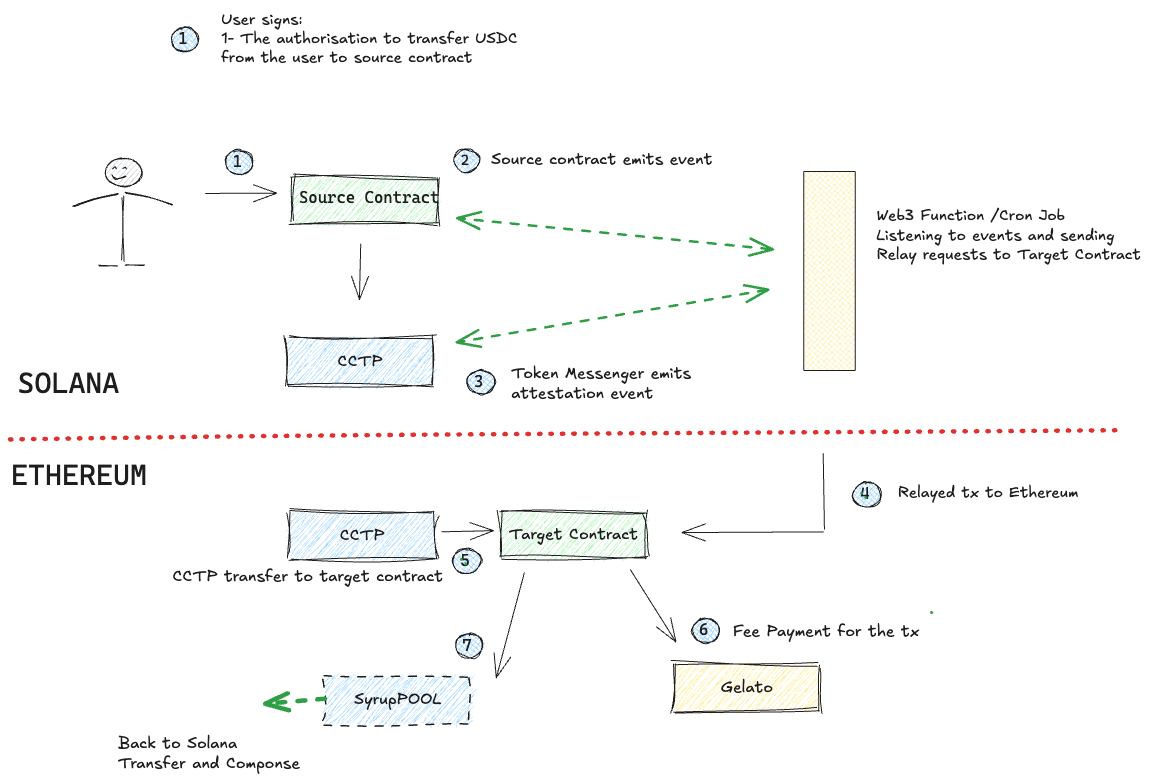 User signs:
1
1- The authorisation to transfer USDC
from the user to source contract
1
2
Source contract emits event
Source Contract
Web3 Function /Cron Job
Listening to events and sending
Relay requests to Target Contract
CCTP
3
Token Messenger emits
attestation event
SOLANA
ETHEREUM
4
Relayed tx to Ethereum
CCTP
Target Contract
5
CCTP transfer to target contract
7
6
Fee Payment for the tx
SyrupPOOL
Gelato
Back to Solana
Transfer and Componse